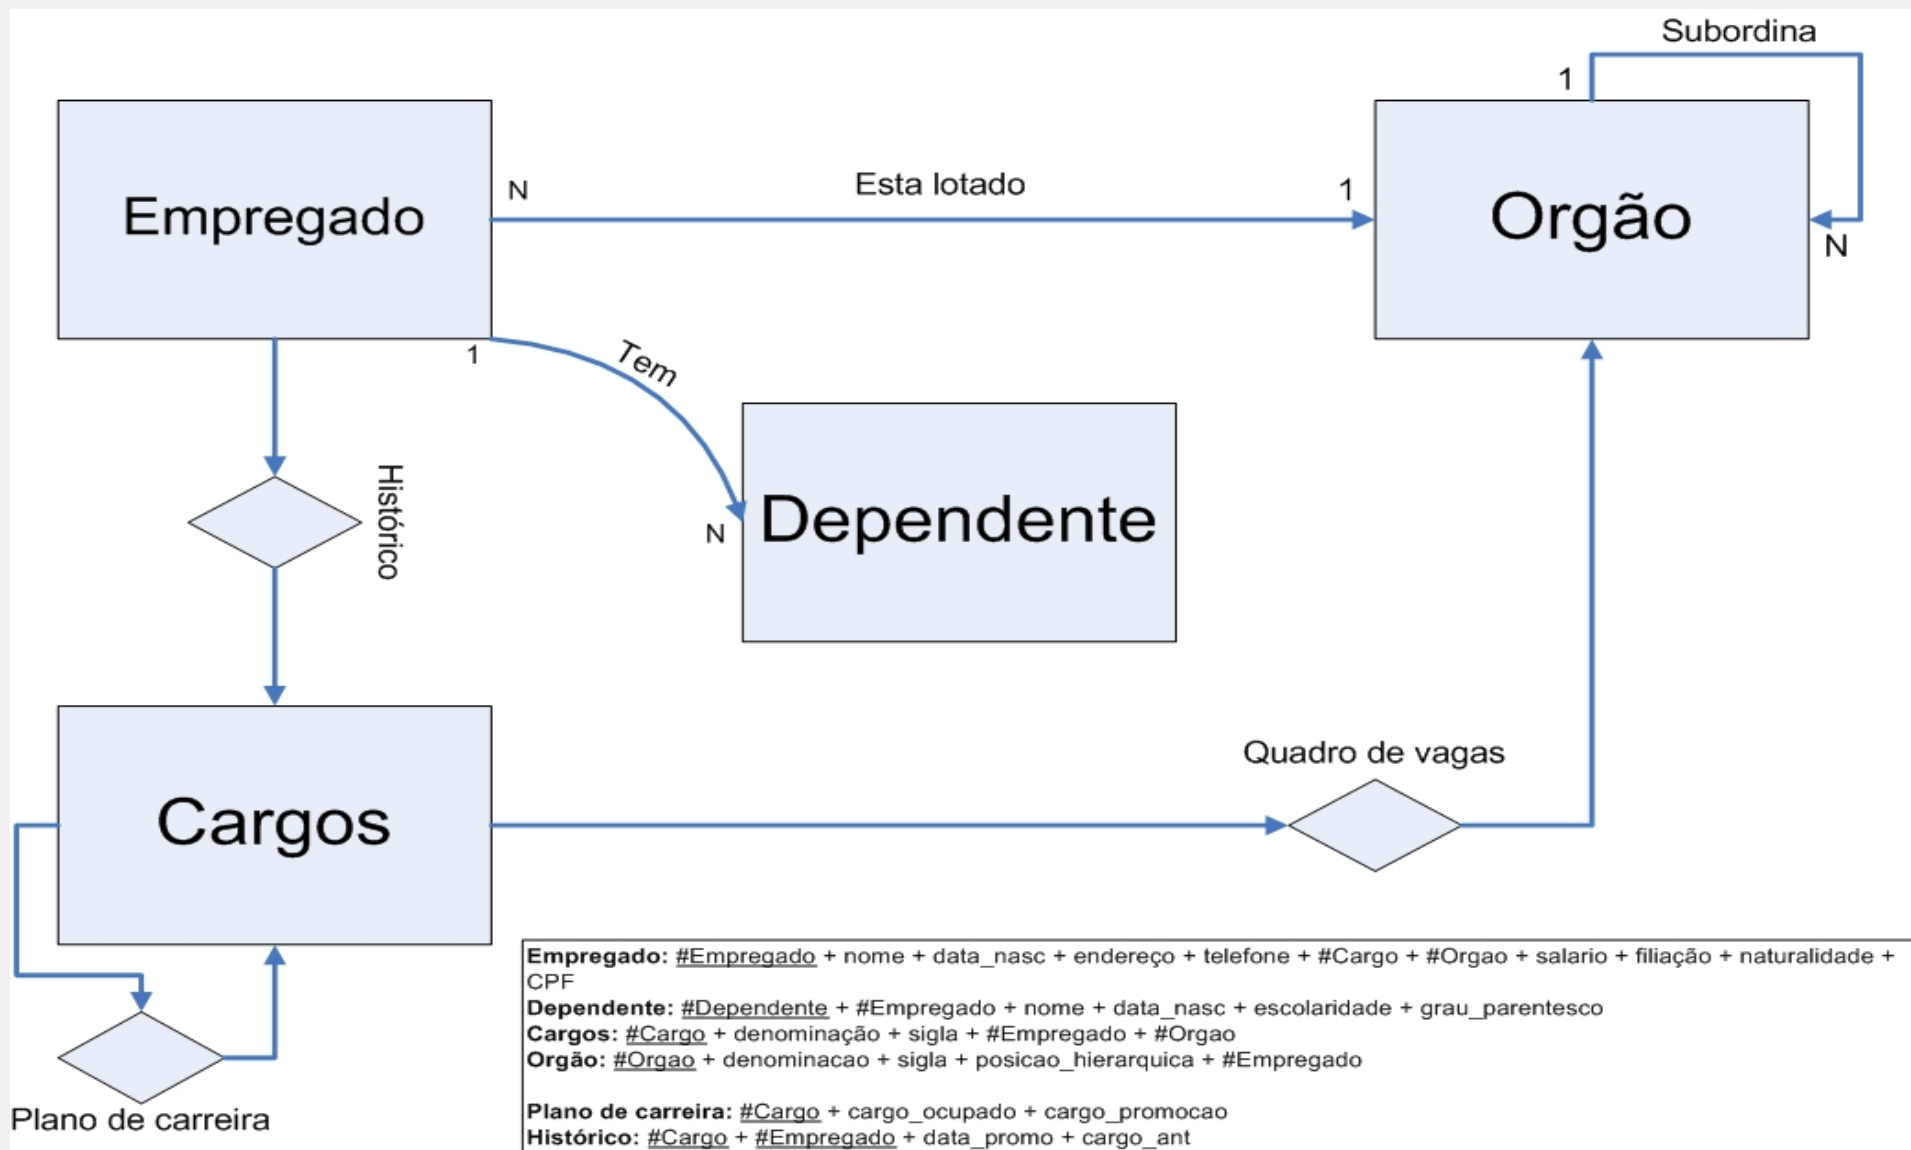 Subordina
1
Empregado
N
Esta lotado
1
Orgão
N
1
Tem
Histórico
N
Dependente
Quadro de vagas
Cargos
Empregado: #Empregado + nome + data_nasc + endereço + telefone + #Cargo + #Orgao + salario + filiação + naturalidade +
CPF
Dependente: #Dependente + #Empregado + nome + data_nasc + escolaridade + grau_parentesco
Cargos: #Cargo + denominação + sigla + #Empregado + #Orgao
Orgão: #Orgao + denominacao + sigla + posicao_hierarquica + #Empregado
Plano de carreira: #Cargo + cargo_ocupado + cargo_promocao
Histórico: #Cargo + #Empregado + data_promo + cargo_ant
Plano de carreira